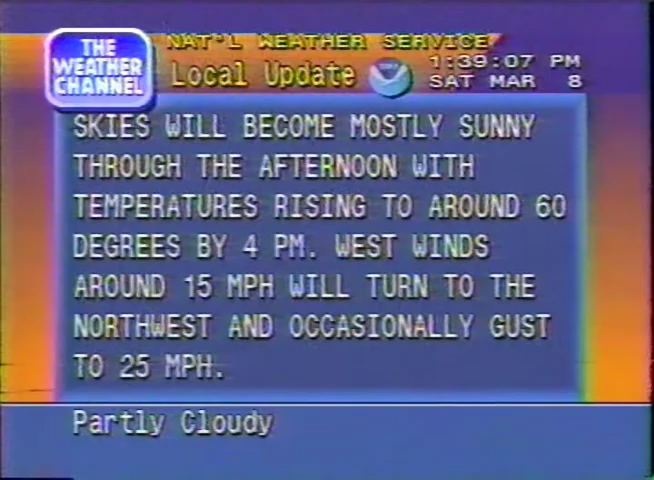 THE
WEATHER
CHANNEL
NAT'L WEATHER SERVICE
Local Update
1:39:07 PM
SAT MAR 8
SKIES WILL BECOME MOSTLY SUNNY
THROUGH THE AFTERNOON WITH
TEMPERATURES RISING TO AROUND 60
DEGREES BY 4 PM. WEST WINDS
AROUND 15 MPH WILL TURN TO THE
NORTHWEST AND OCCASIONALLY GUST
TO 25 MPH.
Partly Cloudy